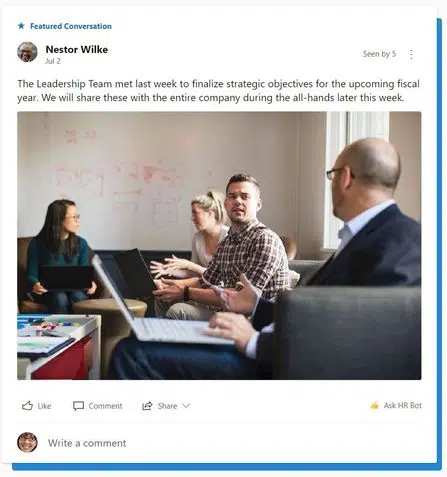 Featured Conversation
Nestor Wilke
Jul 2
Seen by 5
The Leadership Team met last week to finalize strategic objectives for the upcoming fiscal
year. We will share these with the entire company during the all-hands later this week.
Like
Comment
Share
Ask HR Bot
Write a comment